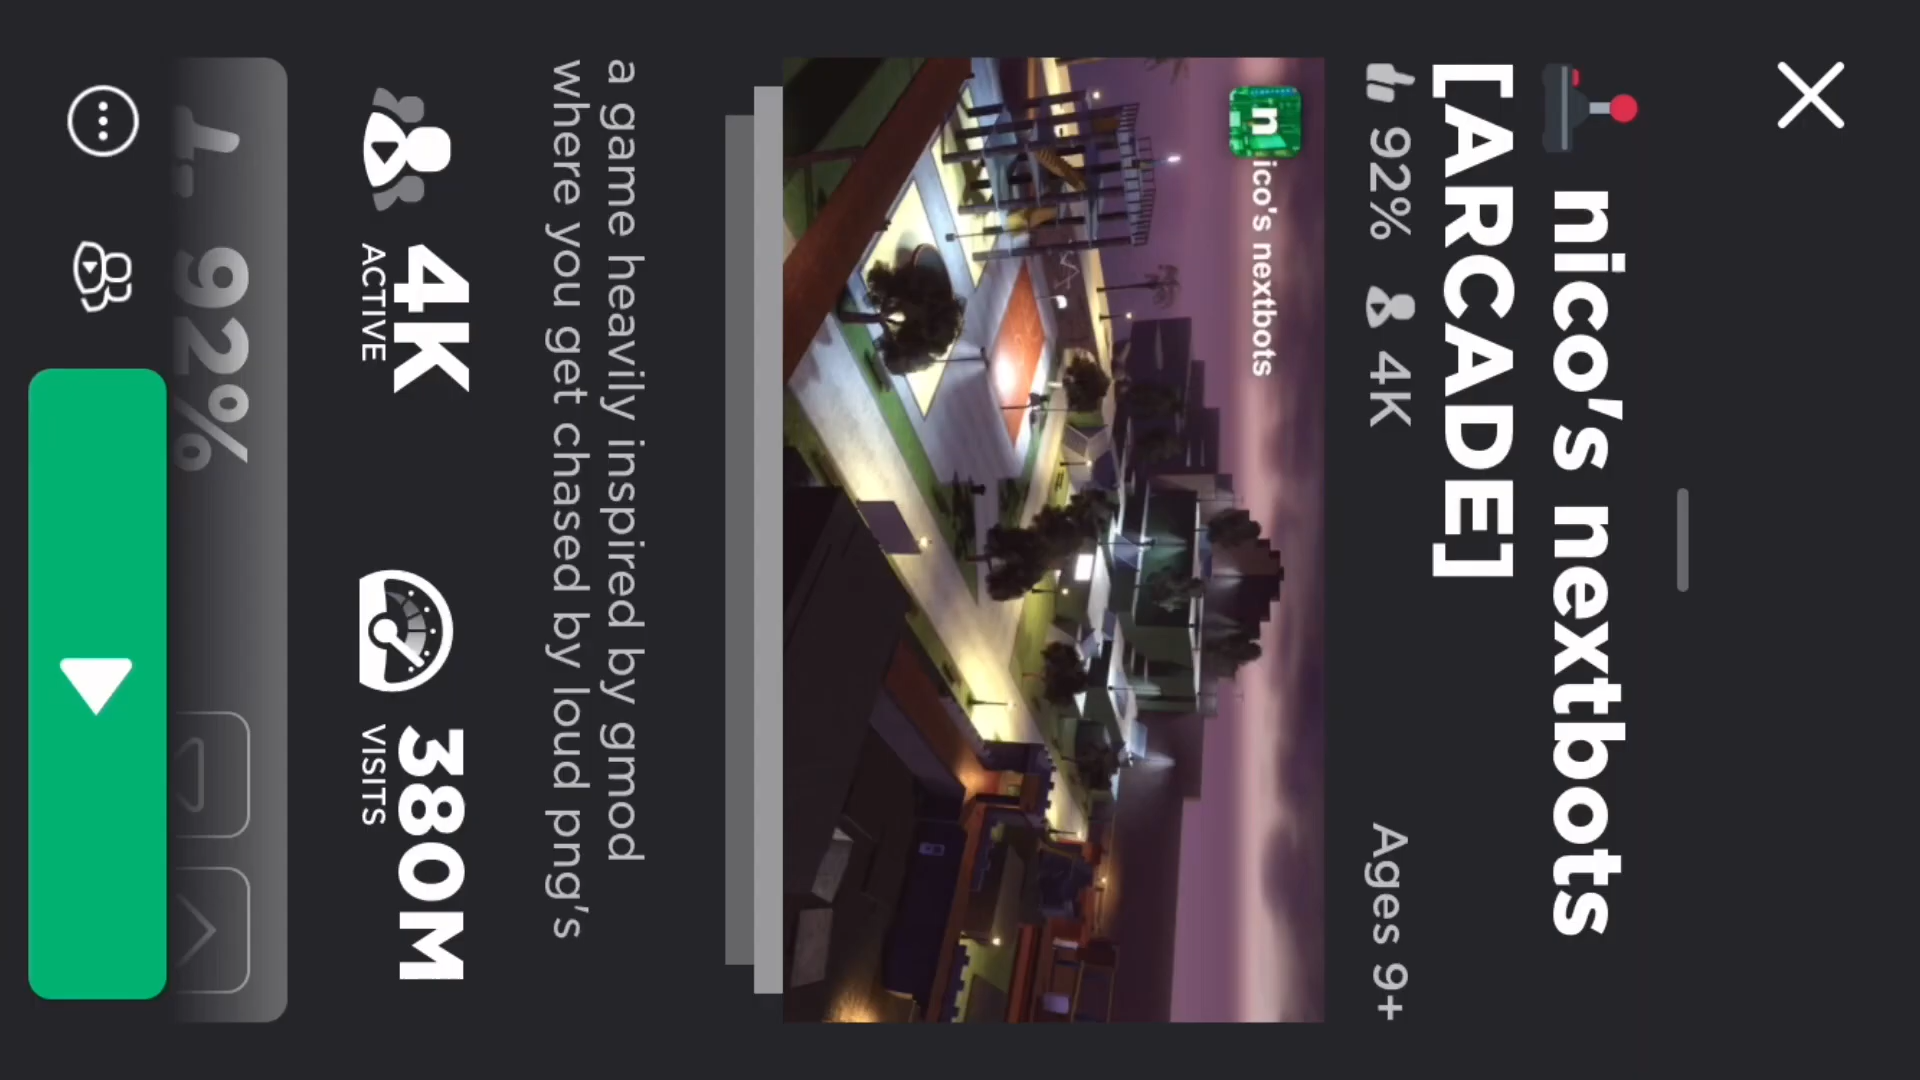 🕹️ nico's nextbots
[ARCADE]
92% 4K Ages 9+
nico's nextbots
a game heavily inspired by gmod
where you get chased by loud png's
4K
ACTIVE
380M
VISITS
92%